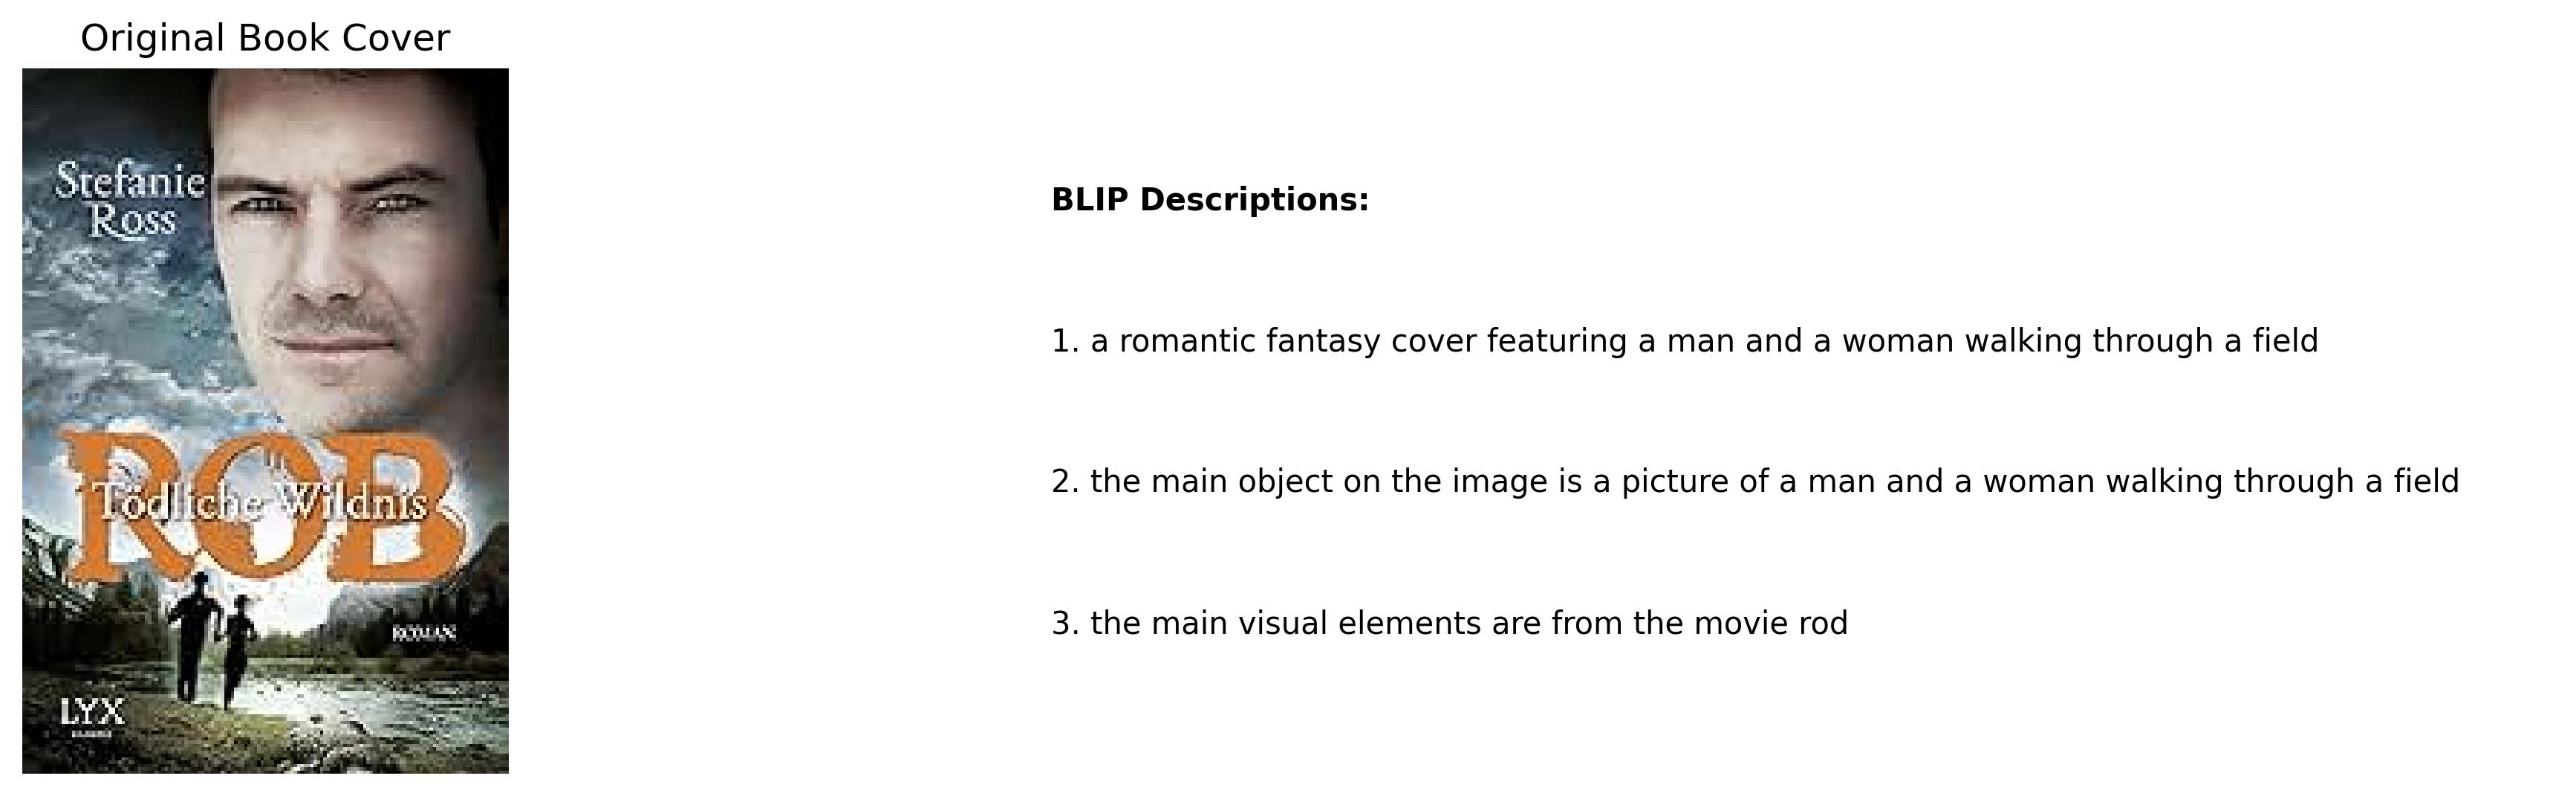 Original Book Cover
Stefanie
Ross
ROB
Tödliche Wildnis
ROMAN
LYX
BLIP Descriptions:
1. a romantic fantasy cover featuring a man and a woman walking through a field
2. the main object on the image is a picture of a man and a woman walking through a field
3. the main visual elements are from the movie rod